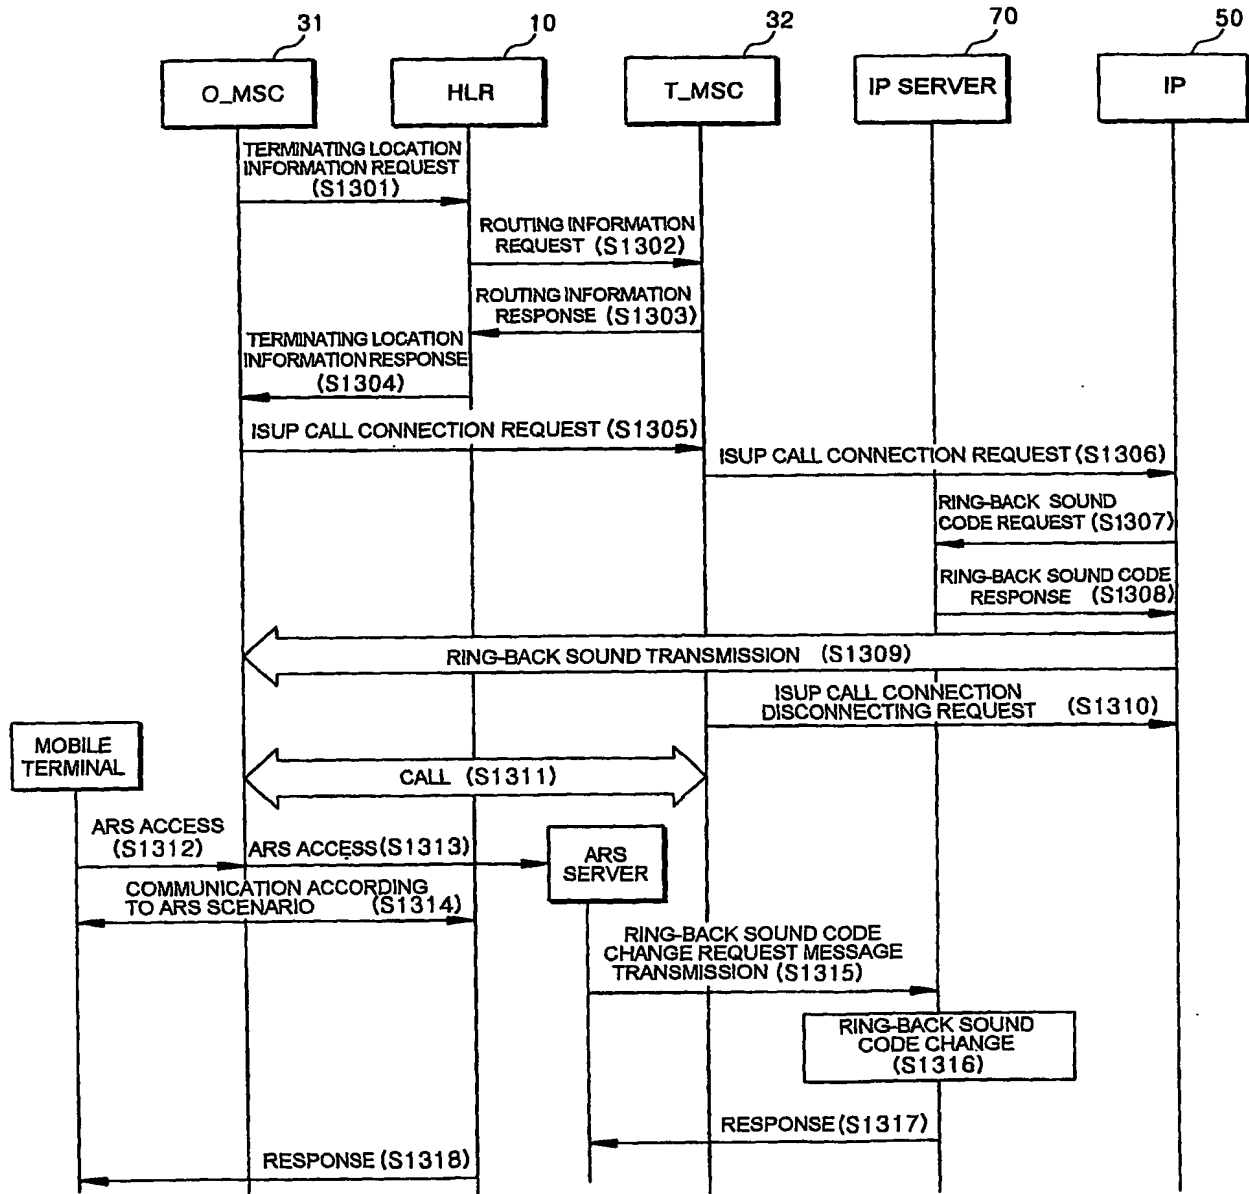 31
10
32
70
50
O_MSC
HLR
T_MSC
IP SERVER
IP
TERMINATING LOCATION
INFORMATION REQUEST
(S1301)
ROUTING INFORMATION
REQUEST (S1302)
ROUTING INFORMATION
RESPONSE (S1303)
TERMINATING LOCATION
INFORMATION RESPONSE
(S1304)
ISUP CALL CONNECTION REQUEST (S1305)
ISUP CALL CONNECTION REQUEST (S1306)
RING-BACK SOUND
CODE REQUEST (S1307)
RING-BACK SOUND CODE
RESPONSE (S1308)
RING-BACK SOUND TRANSMISSION (S1309)
ISUP CALL CONNECTION
DISCONNECTING REQUEST (S1310)
MOBILE
TERMINAL
CALL (S1311)
ARS ACCESS
(S1312)
ARS ACCESS (S1313)
ARS
SERVER
COMMUNICATION ACCORDING
TO ARS SCENARIO (S1314)
RING-BACK SOUND CODE
CHANGE REQUEST MESSAGE
TRANSMISSION (S1315)
RING-BACK SOUND
CODE CHANGE
(S1316)
RESPONSE (S1317)
RESPONSE (S1318)